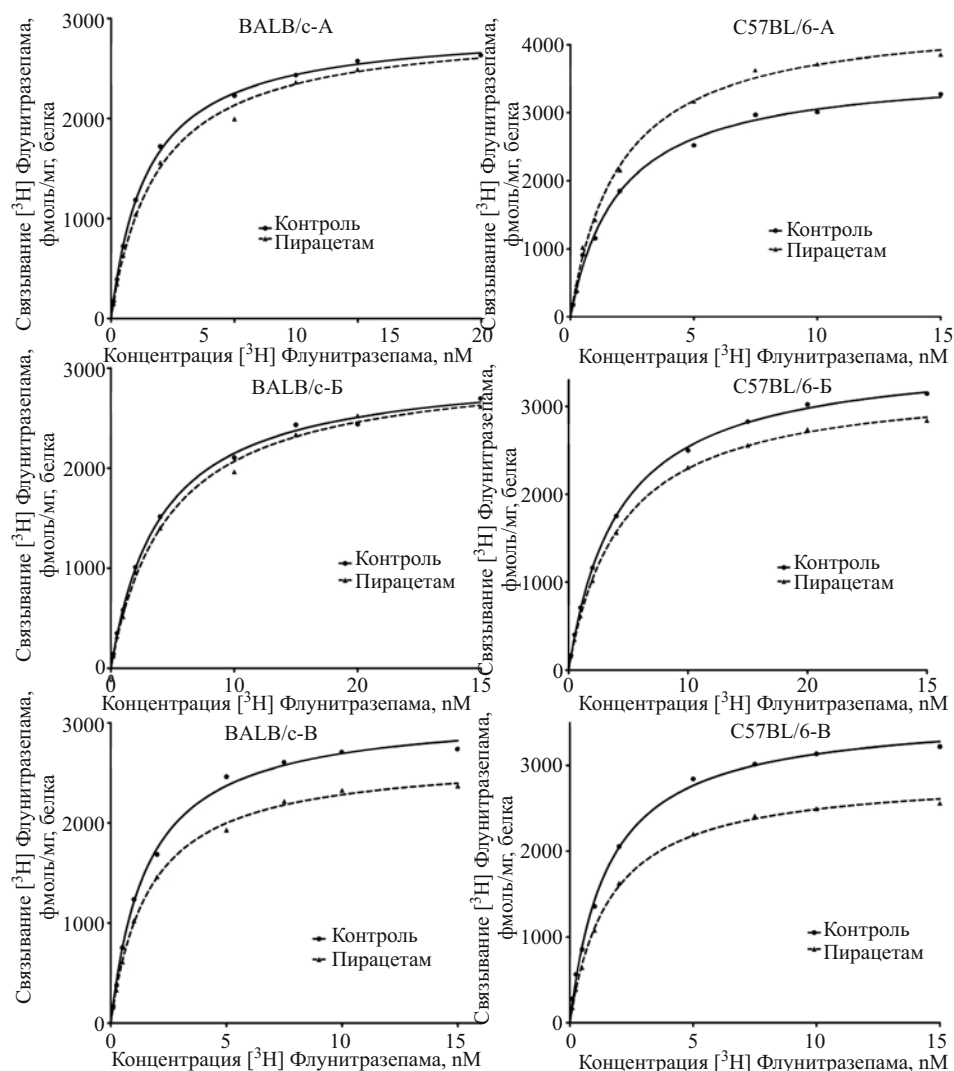 BALB/c-А
Связывание [³H] Флунитразепама,
фмоль/мг, белка
3000
2000
1000
0
Контроль
Пирацетам
5
10
20
Концентрация [³H] Флунитразепама, nM
C57BL/6-А
Связывание [³H] Флунитразепама,
фмоль/мг, белка
4000
3000
2000
1000
0
Контроль
Пирацетам
0
5
10
15
Концентрация [³H] Флунитразепама, nM
BALB/c-Б
Связывание [³H] Флунитразепама,
фмоль/мг, белка
3000
2000
1000
0
Контроль
Пирацетам
0
10
20
15
Концентрация [³H] Флунитразепама, nM
C57BL/6-Б
Связывание [³H] Флунитразепама,
фмоль/мг, белка
3000
2000
1000
0
Контроль
Пирацетам
0
10
15
20
15
Концентрация [³H] Флунитразепама, nM
BALB/c-В
Связывание [³H] Флунитразепама,
фмоль/мг, белка
3000
2000
1000
0
Контроль
Пирацетам
0
5
10
15
Концентрация [³H] Флунитразепама, nM
C57BL/6-В
Связывание [³H] Флунитразепама,
фмоль/мг, белка
3000
2000
1000
0
Контроль
Пирацетам
0
5
10
15
Концентрация [³H] Флунитразепама, nM